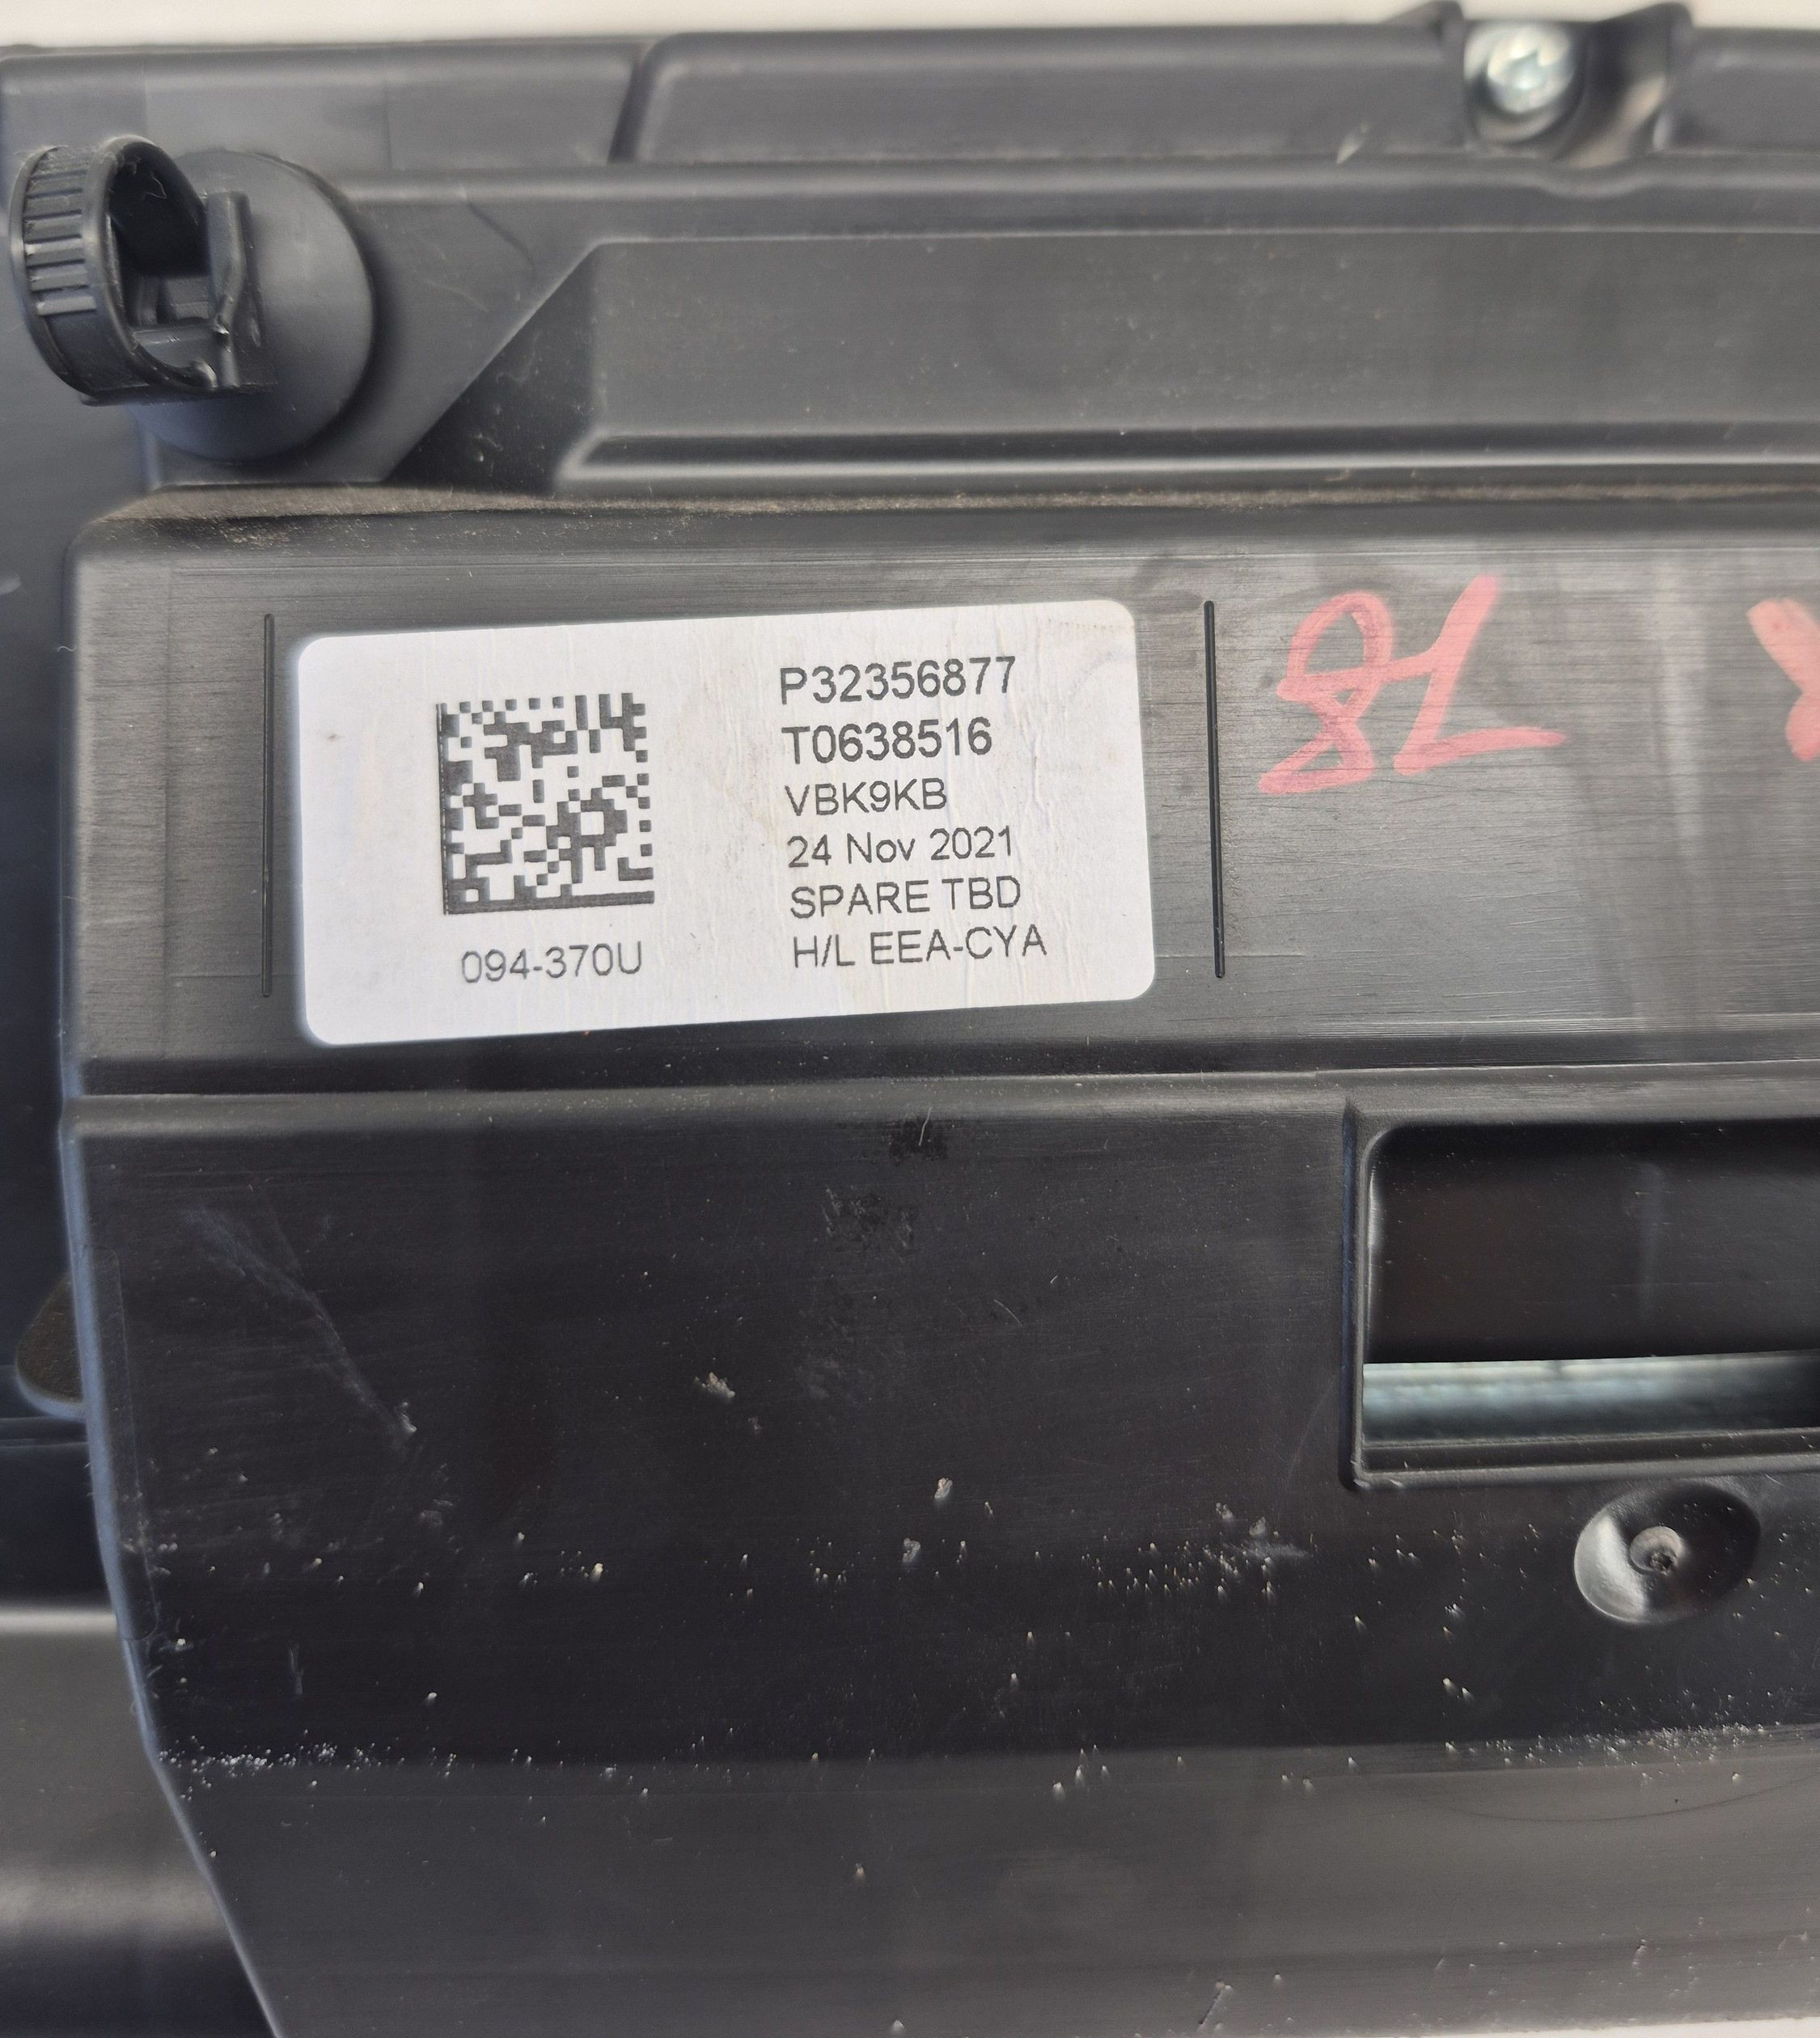 P32356877
T0638516
VBK9KB
24 Nov 2021
SPARE TBD
H/L EEA-CYA
094-370U